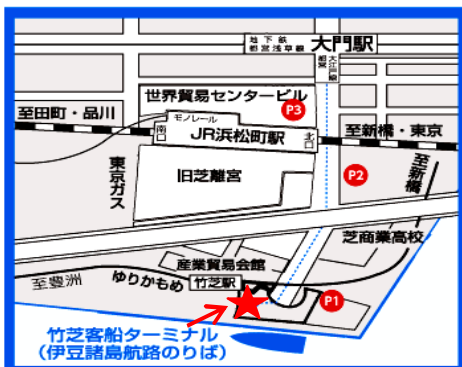 地下鉄
都営浅草線
大門駅
都営
大江戸線
世界貿易センタービル
P3
至田町・品川
モノレール
南口
JR浜松町駅
北口
至新橋・東京
東京ガス
旧芝離宮
P2
至新橋
芝商業高校
産業貿易会館
至豊洲
ゆりかもめ
竹芝駅
P1
竹芝客船ターミナル
（伊豆諸島航路のりば）